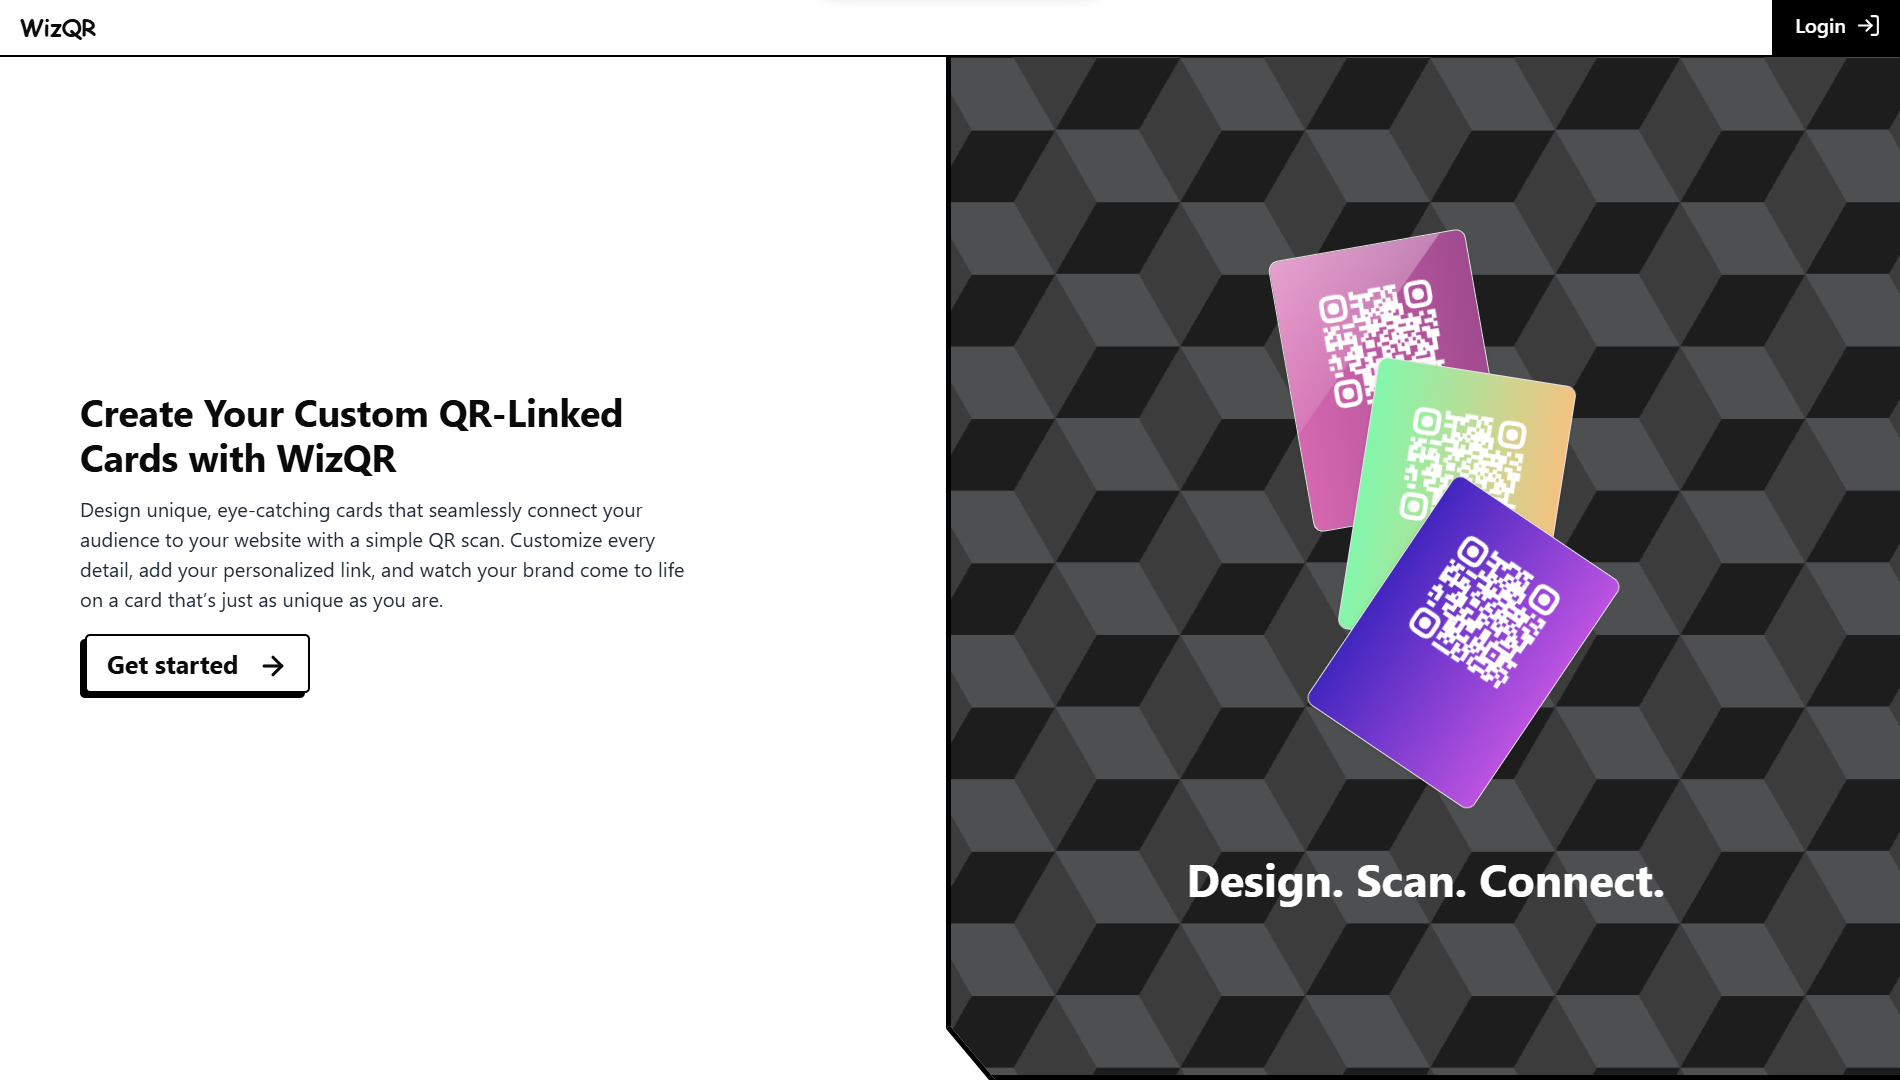 WizQR
Login
Create Your Custom QR-Linked
Cards with WizQR
Design unique, eye-catching cards that seamlessly connect your
audience to your website with a simple QR scan. Customize every
detail, add your personalized link, and watch your brand come to life
on a card that’s just as unique as you are.
Get started
Design. Scan. Connect.